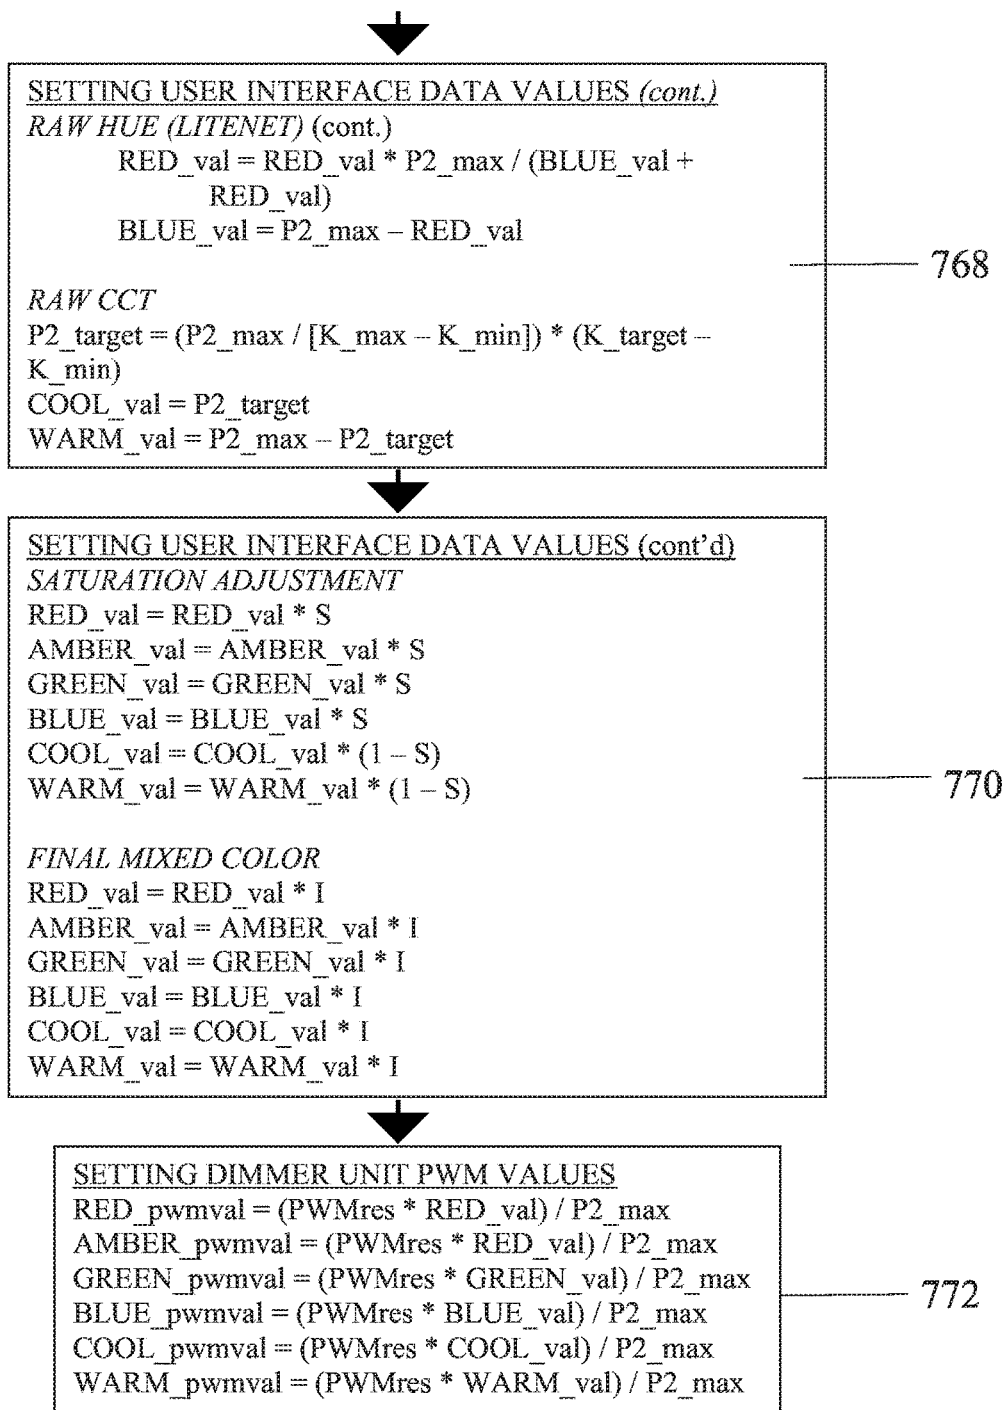 SETTING USER INTERFACE DATA VALUES (cont.)
RAW HUE (LITENET) (cont.)
RED_val = RED_val * P2_max / (BLUE_val +
RED_val)
BLUE_val = P2_max – RED_val
768
RAW CCT
P2_target = (P2_max / [K_max – K_min]) * (K_target –
K_min)
COOL_val = P2_target
WARM_val = P2_max – P2_target
SETTING USER INTERFACE DATA VALUES (cont'd)
SATURATION ADJUSTMENT
RED_val = RED_val * S
AMBER_val = AMBER_val * S
GREEN_val = GREEN_val * S
BLUE_val = BLUE_val * S
COOL_val = COOL_val * (1 – S)
WARM_val = WARM_val * (1 – S)
770
FINAL MIXED COLOR
RED_val = RED_val * I
AMBER_val = AMBER_val * I
GREEN_val = GREEN_val * I
BLUE_val = BLUE_val * I
COOL_val = COOL_val * I
WARM_val = WARM_val * I
SETTING DIMMER UNIT PWM VALUES
RED_pwmval = (PWMres * RED_val) / P2_max
AMBER_pwmval = (PWMres * RED_val) / P2_max
GREEN_pwmval = (PWMres * GREEN_val) / P2_max
BLUE_pwmval = (PWMres * BLUE_val) / P2_max
772
COOL_pwmval = (PWMres * COOL_val) / P2_max
WARM_pwmval = (PWMres * WARM_val) / P2_max